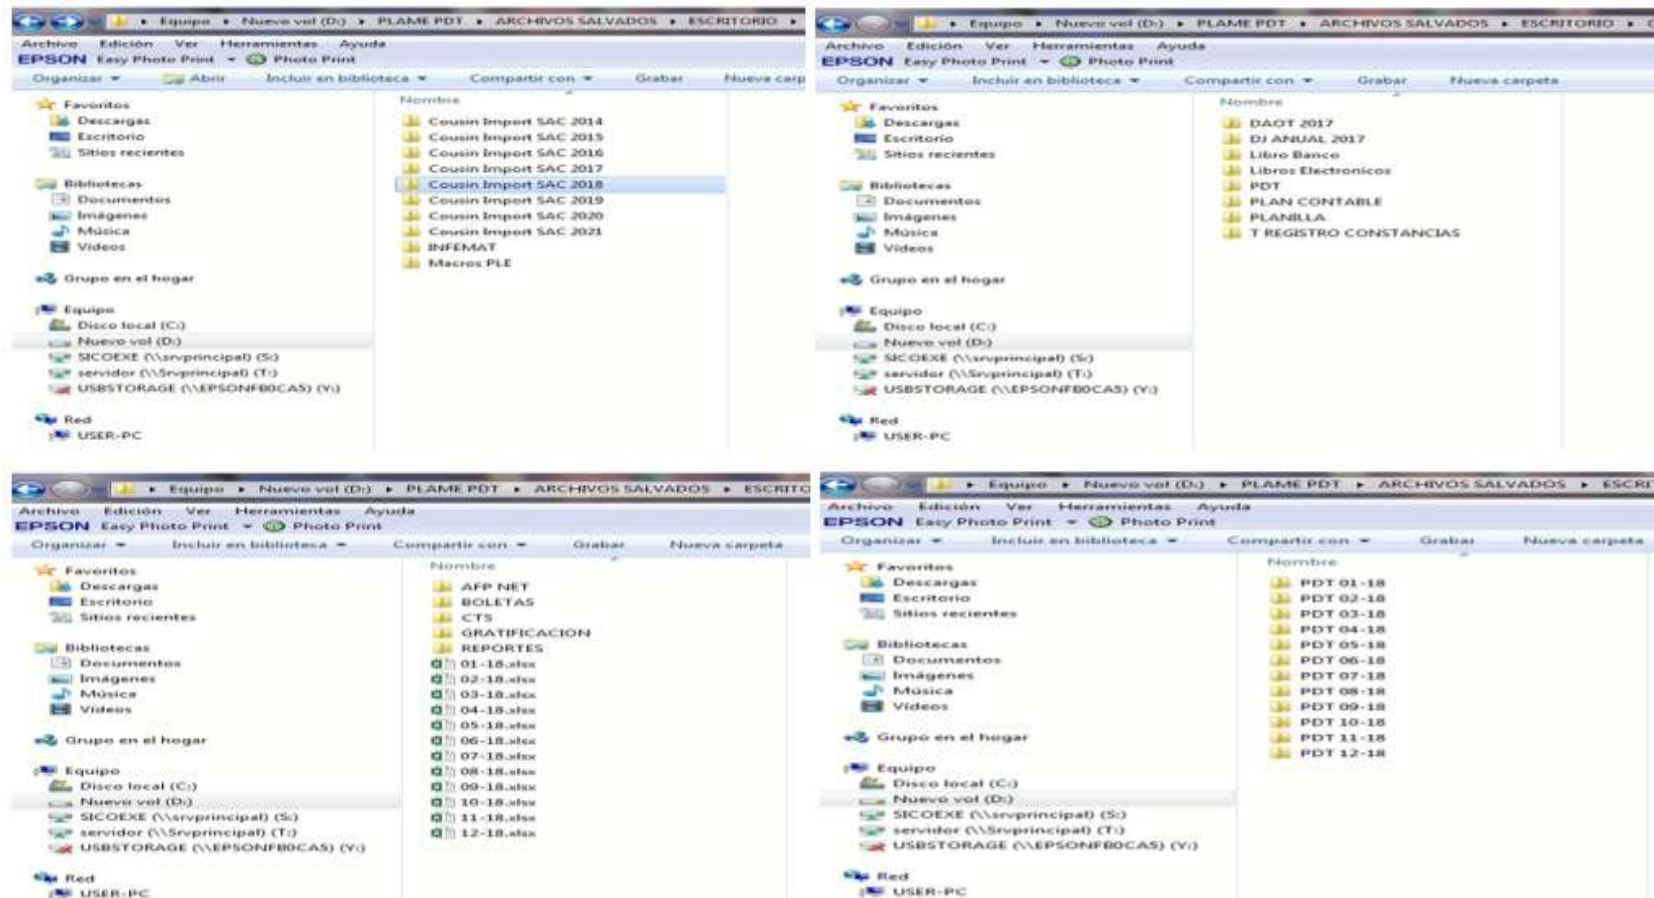 Equipo ▸ Nuevo vol (D:) ▸ PLAME PDT ▸ ARCHIVOS SALVADOS ▸ ESCRITORIO ▸
Archivo Edición Ver Herramientas Ayuda
EPSON Easy Photo Print Photo Print
Organizar Abrir Incluir en biblioteca Compartir con Grabar Nueva carp
Favoritos
Descargas
Escritorio
Sitios recientes
Bibliotecas
Documentos
Imágenes
Música
Vídeos
Grupo en el hogar
Equipo
Disco local (C:)
Nuevo vol (D:)
SICOEXE (\\srvprincipal) (S:)
servidor (\\Srvprincipal) (T:)
USBSTORAGE (\\EPSONFB0CA5) (Y:)
Red
USER-PC
Nombre
Cousin Import SAC 2014
Cousin Import SAC 2015
Cousin Import SAC 2016
Cousin Import SAC 2017
Cousin Import SAC 2018
Cousin Import SAC 2019
Cousin Import SAC 2020
Cousin Import SAC 2021
INFEMAT
Macros PLE
Equipo ▸ Nuevo vol (D:) ▸ PLAME PDT ▸ ARCHIVOS SALVADOS ▸ ESCRITORIO ▸ C
Archivo Edición Ver Herramientas Ayuda
EPSON Easy Photo Print Photo Print
Organizar Incluir en biblioteca Compartir con Grabar Nueva carpeta
Favoritos
Descargas
Escritorio
Sitios recientes
Bibliotecas
Documentos
Imágenes
Música
Vídeos
Grupo en el hogar
Equipo
Disco local (C:)
Nuevo vol (D:)
SICOEXE (\\srvprincipal) (S:)
servidor (\\Srvprincipal) (T:)
USBSTORAGE (\\EPSONFB0CA5) (Y:)
Red
USER-PC
Nombre
DAOT 2017
DJ ANUAL 2017
Libro Banco
Libros Electronicos
PDT
PLAN CONTABLE
PLANILLA
T REGISTRO CONSTANCIAS
Equipo ▸ Nuevo vol (D:) ▸ PLAME PDT ▸ ARCHIVOS SALVADOS ▸ ESCRITO
Archivo Edición Ver Herramientas Ayuda
EPSON Easy Photo Print Photo Print
Organizar Incluir en biblioteca Compartir con Grabar Nueva carpeta
Favoritos
Descargas
Escritorio
Sitios recientes
Bibliotecas
Documentos
Imágenes
Música
Vídeos
Grupo en el hogar
Equipo
Disco local (C:)
Nuevo vol (D:)
SICOEXE (\\srvprincipal) (S:)
servidor (\\Srvprincipal) (T:)
USBSTORAGE (\\EPSONFB0CA5) (Y:)
Red
USER-PC
Nombre
AFP NET
BOLETAS
CTS
GRATIFICACION
REPORTES
01-18.xlsx
02-18.xlsx
03-18.xlsx
04-18.xlsx
05-18.xlsx
06-18.xlsx
07-18.xlsx
08-18.xlsx
09-18.xlsx
10-18.xlsx
11-18.xlsx
12-18.xlsx
Equipo ▸ Nuevo vol (D:) ▸ PLAME PDT ▸ ARCHIVOS SALVADOS ▸ ESCRI
Archivo Edición Ver Herramientas Ayuda
EPSON Easy Photo Print Photo Print
Organizar Incluir en biblioteca Compartir con Grabar Nueva carpeta
Favoritos
Descargas
Escritorio
Sitios recientes
Bibliotecas
Documentos
Imágenes
Música
Vídeos
Grupo en el hogar
Equipo
Disco local (C:)
Nuevo vol (D:)
SICOEXE (\\srvprincipal) (S:)
servidor (\\Srvprincipal) (T:)
USBSTORAGE (\\EPSONFB0CA5) (Y:)
Red
USER-PC
Nombre
PDT 01-18
PDT 02-18
PDT 03-18
PDT 04-18
PDT 05-18
PDT 06-18
PDT 07-18
PDT 08-18
PDT 09-18
PDT 10-18
PDT 11-18
PDT 12-18